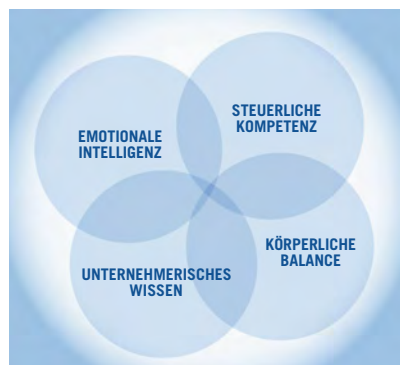 EMOTIONALE
INTELLIGENZ
STEUERLICHE
KOMPETENZ
UNTERNEHMERISCHES
WISSEN
KÖRPERLICHE
BALANCE